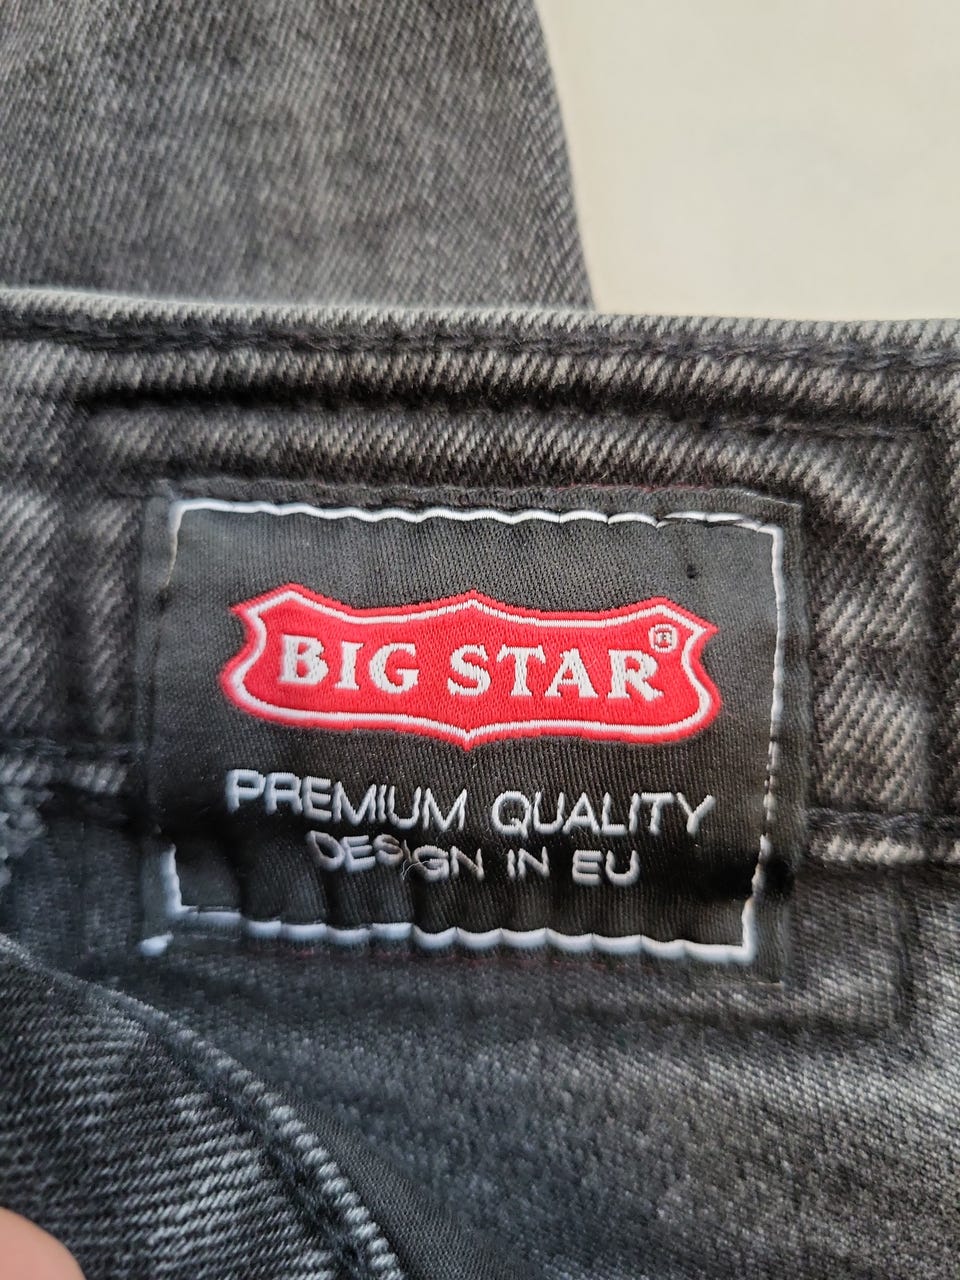 BIG STAR®
PREMIUM QUALITY
DESIGN IN EU